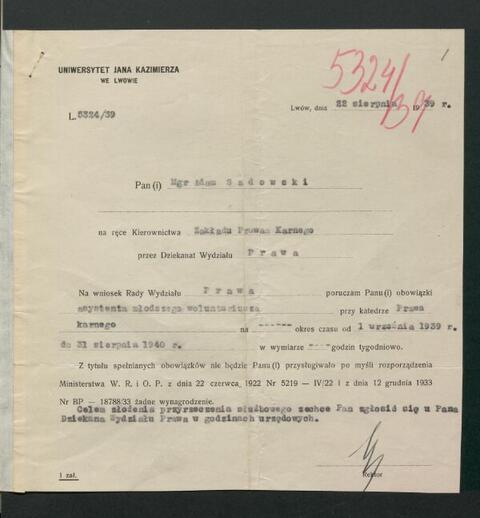 1
UNIWERSYTET JANA KAZIMIERZA
WE LWOWIE
5324/39
Lwów, dnia 22 sierpnia 1939 r.
L.5324/39
Pan (i) Mgr Adam Sadowski
na ręce Kierownictwa Zakładu Prawa Karnego
przez Dziekanat Wydziału Prawa
Na wniosek Rady Wydziału Prawa poruczam Panu (i) obowiązki
asystenta młodszego woluntariusza przy katedrze Prawa
karnego na ------ okres czasu od 1 września 1939 r.
do 31 sierpnia 1940 r. w wymiarze ---- godzin tygodniowo.
Z tytułu spełnianych obowiązków nie będzie Panu (i) przysługiwało po myśli rozporządzenia
Ministerstwa W. R. i O. P. z dnia 22 czerwca 1922 Nr 5219 — IV/22 i z dnia 12 grudnia 1933
Nr BP — 18788/33 żadne wynagrodzenie.
Celem złożenia przyrzeczenia służbowego zechce Pan zgłosić się u Pana
Dziekana Wydziału Prawa w godzinach urzędowych.
1 zał.
Rektor